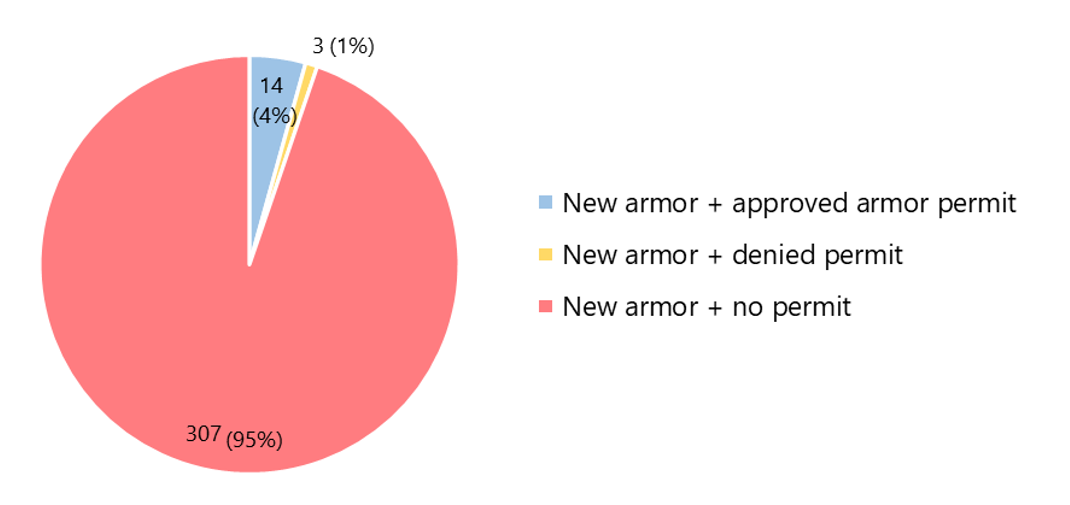 3 (1%)
14
(4%)
New armor + approved armor permit
New armor + denied permit
New armor + no permit
307 (95%)